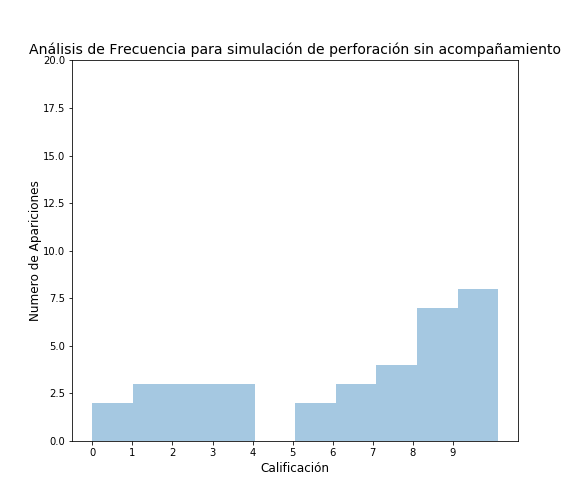 Análisis de Frecuencia para simulación de perforación sin acompañamiento
20.0
17.5
15.0
12.5
10.0
7.5
5.0
2.5
0.0
Numero de Apariciones
0 1 2 3 4 5 6 7 8 9
Calificación